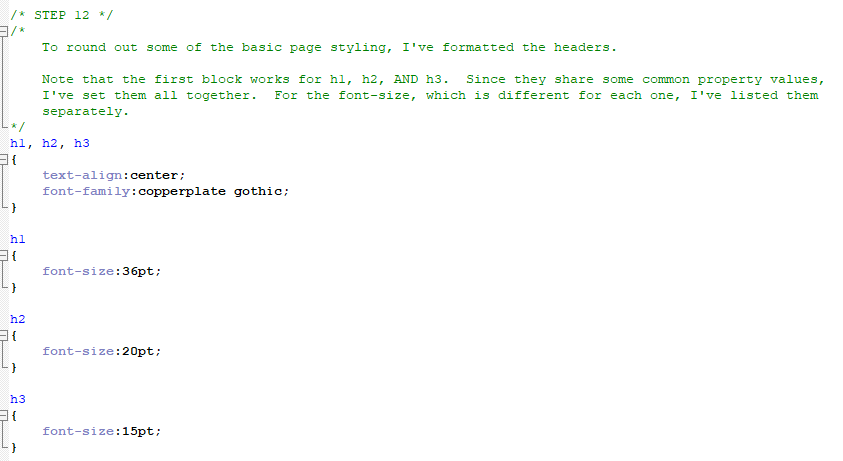 /* STEP 12 */
/*
To round out some of the basic page styling, I've formatted the headers.
Note that the first block works for h1, h2, AND h3.  Since they share some common property values,
I've set them all together.  For the font-size, which is different for each one, I've listed them
separately.
*/
h1, h2, h3
{
text-align:center;
font-family:copperplate gothic;
}
h1
{
font-size:36pt;
}
h2
{
font-size:20pt;
}
h3
{
font-size:15pt;
}